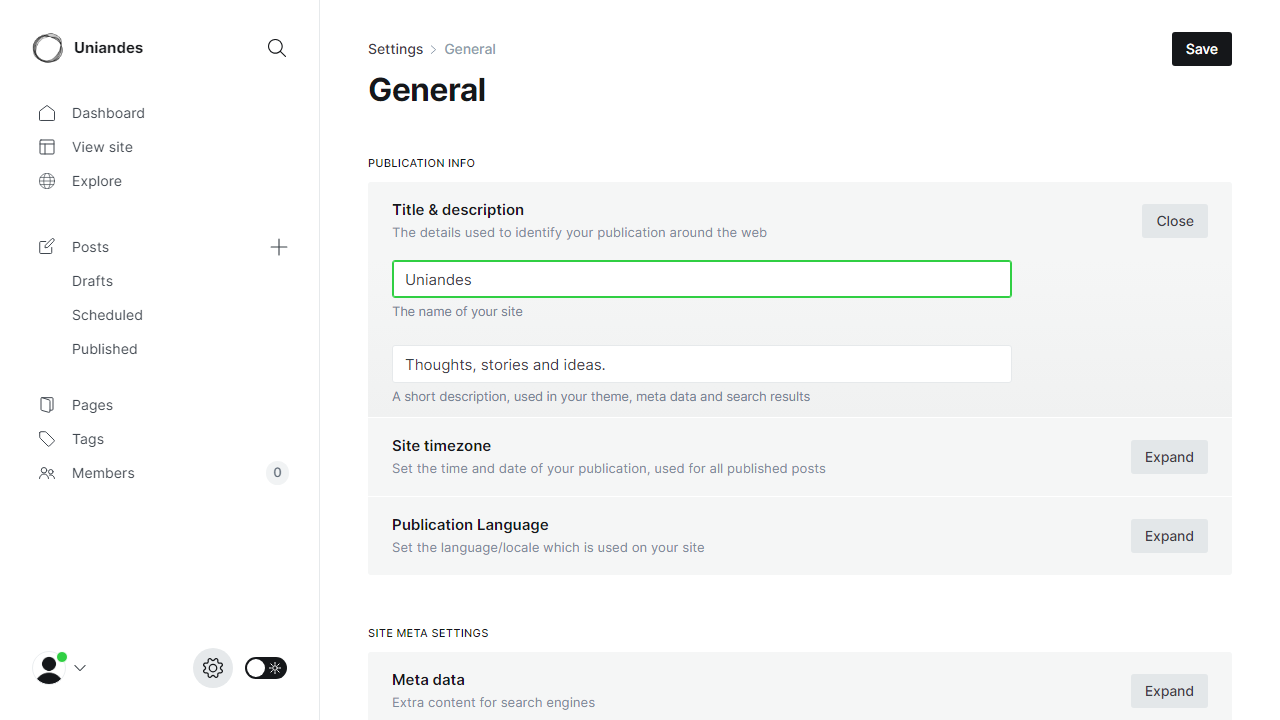 Uniandes
Dashboard
View site
Explore
Posts
Drafts
Scheduled
Published
Pages
Tags
Members 0
Settings General
Save
General
PUBLICATION INFO
Title & description
The details used to identify your publication around the web
Close
Uniandes
The name of your site
Thoughts, stories and ideas.
A short description, used in your theme, meta data and search results
Site timezone
Set the time and date of your publication, used for all published posts
Expand
Publication Language
Set the language/locale which is used on your site
Expand
SITE META SETTINGS
Meta data
Extra content for search engines
Expand